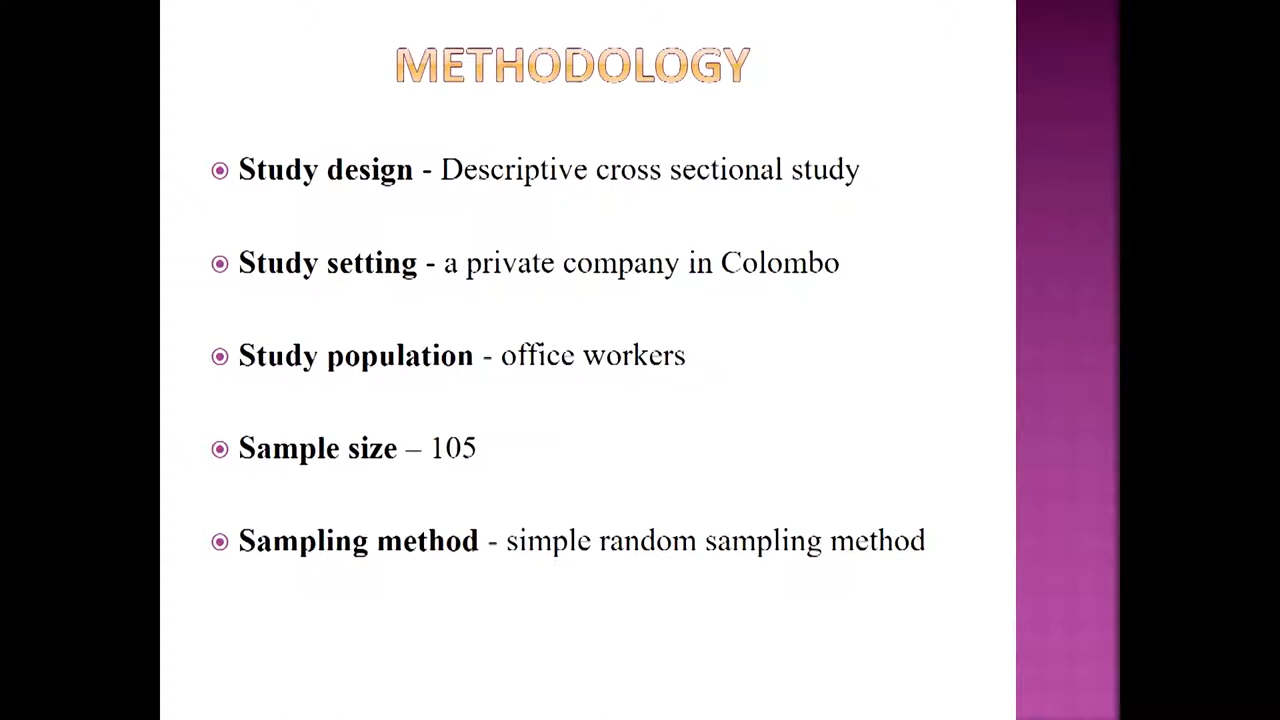 METHODOLOGY
Study design - Descriptive cross sectional study
Study setting - a private company in Colombo
Study population - office workers
Sample size – 105
Sampling method - simple random sampling method